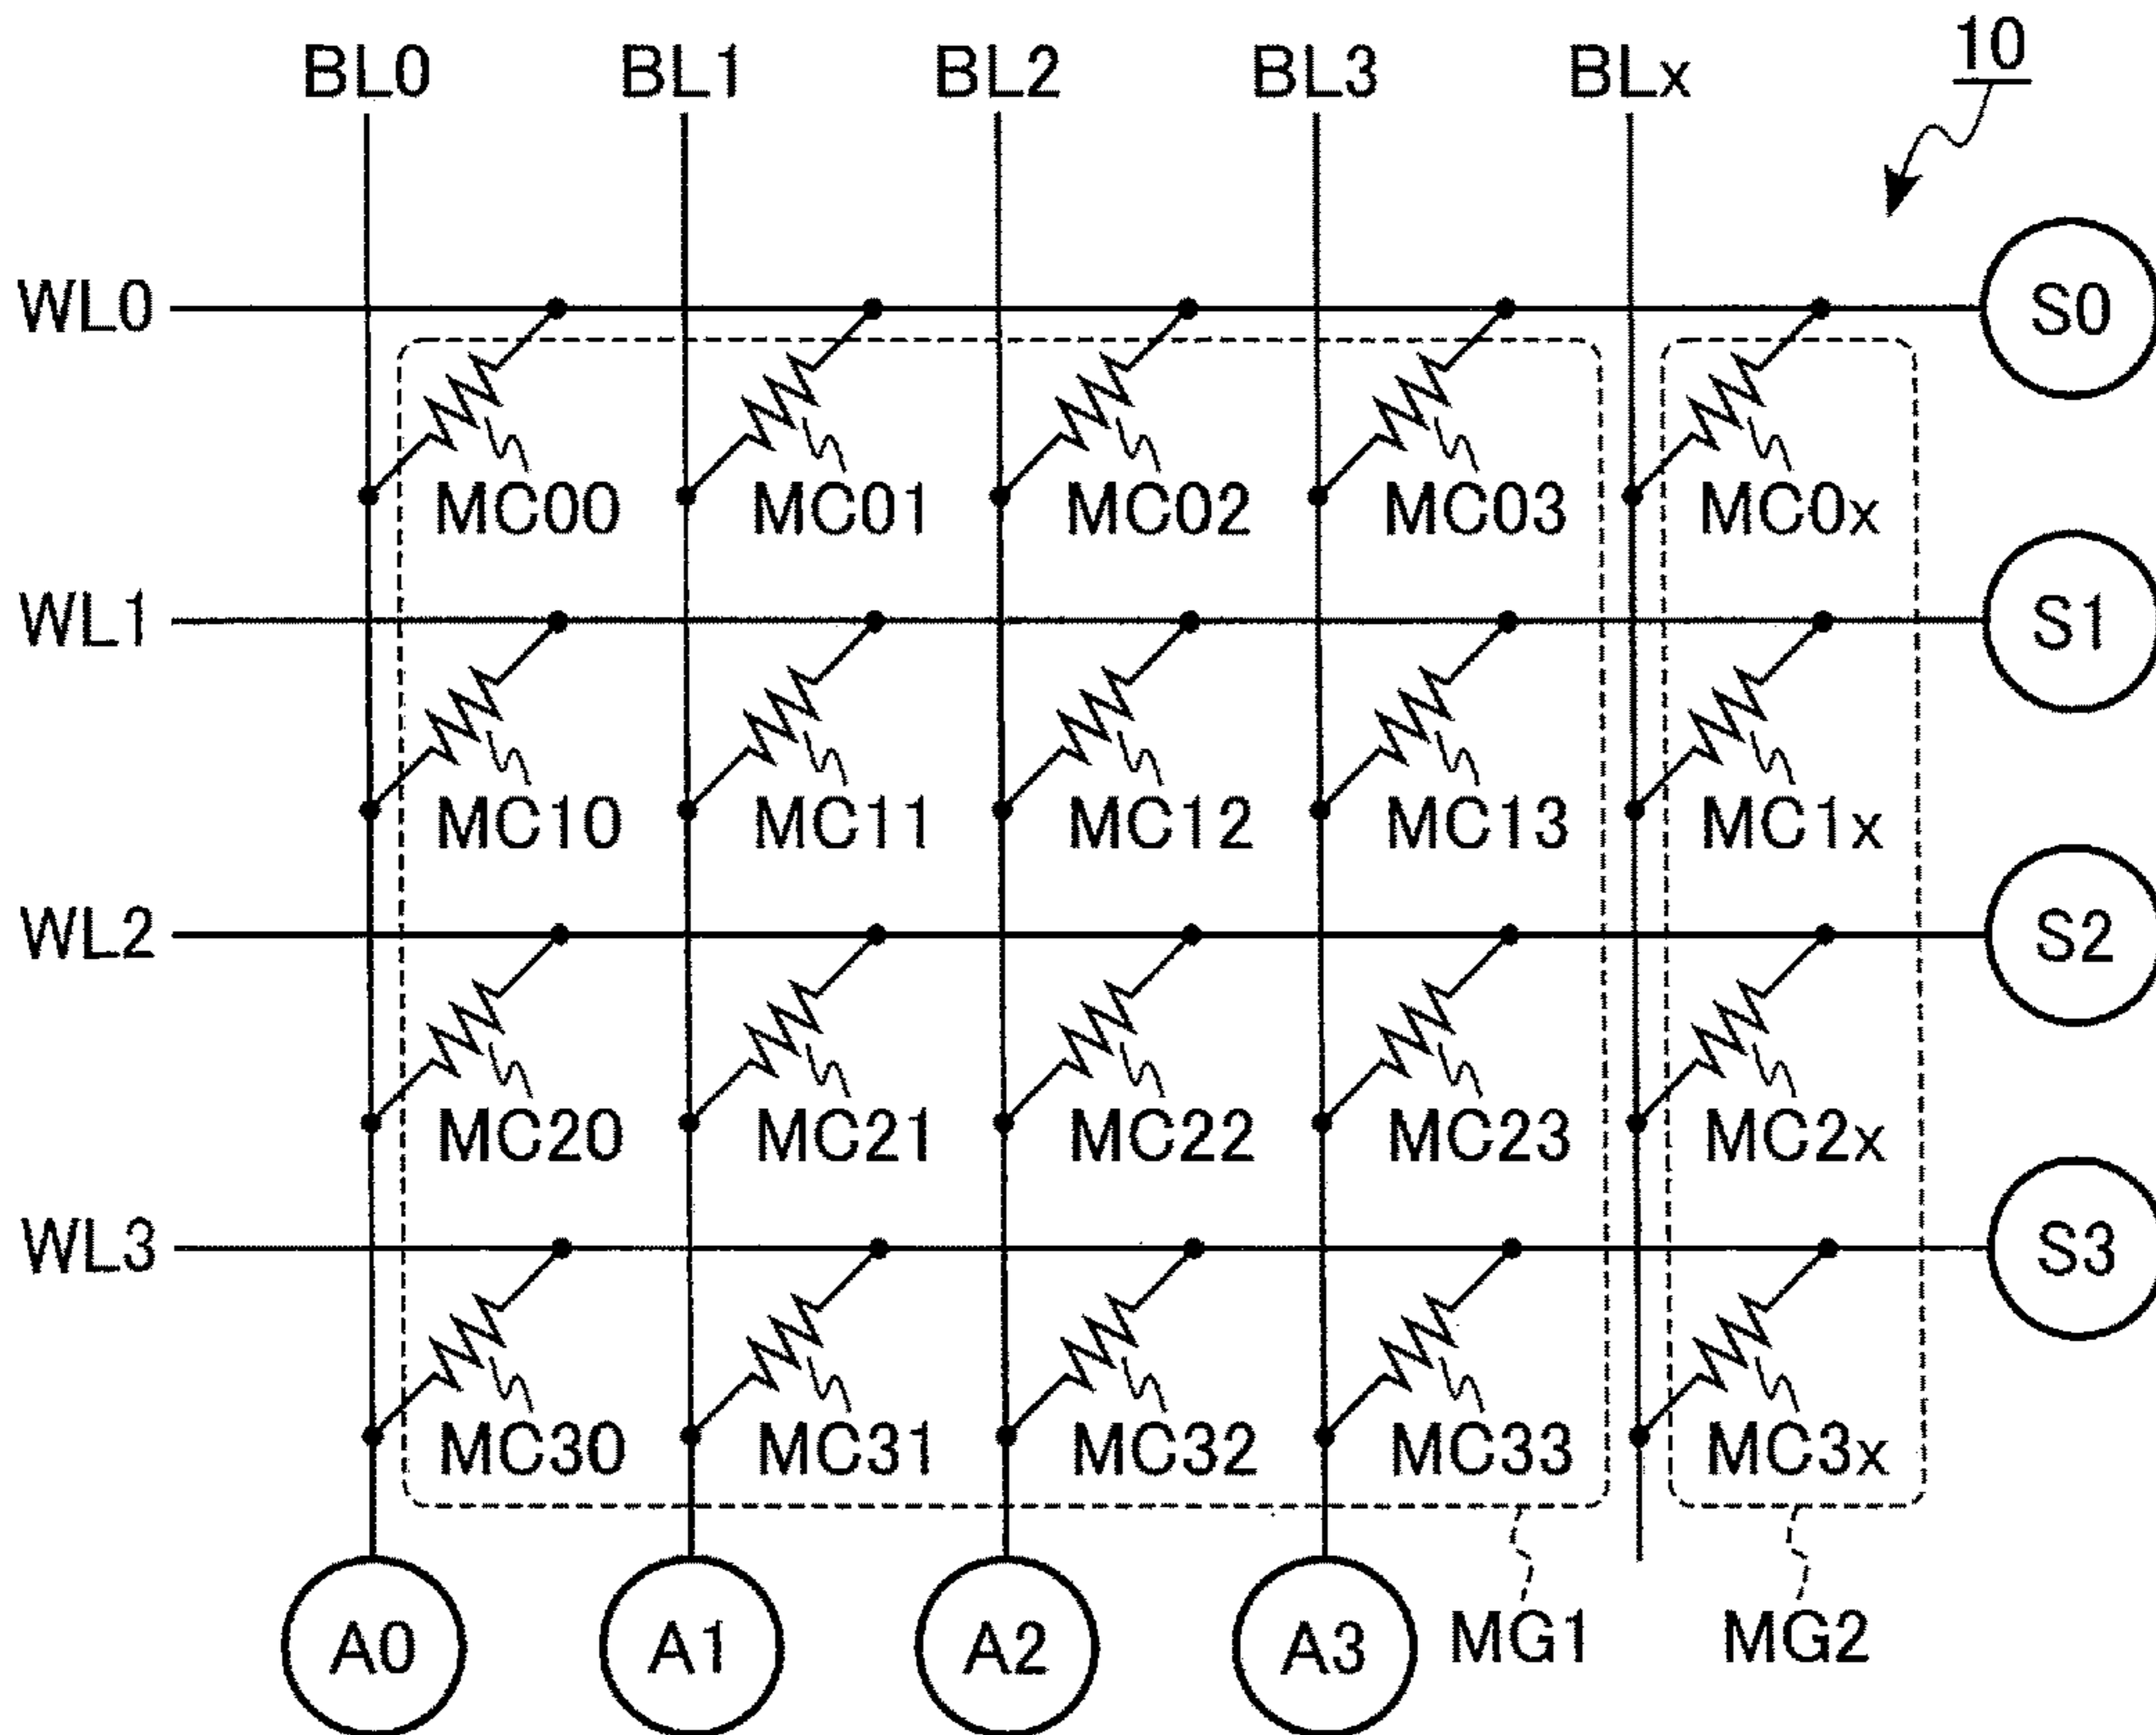 10
BL0 BL1 BL2 BL3 BLx
WL0 S0
MC00 MC01 MC02 MC03 MC0x
WL1 S1
MC10 MC11 MC12 MC13 MC1x
WL2 S2
MC20 MC21 MC22 MC23 MC2x
WL3 S3
MC30 MC31 MC32 MC33 MC3x
A0 A1 A2 A3 MG1 MG2